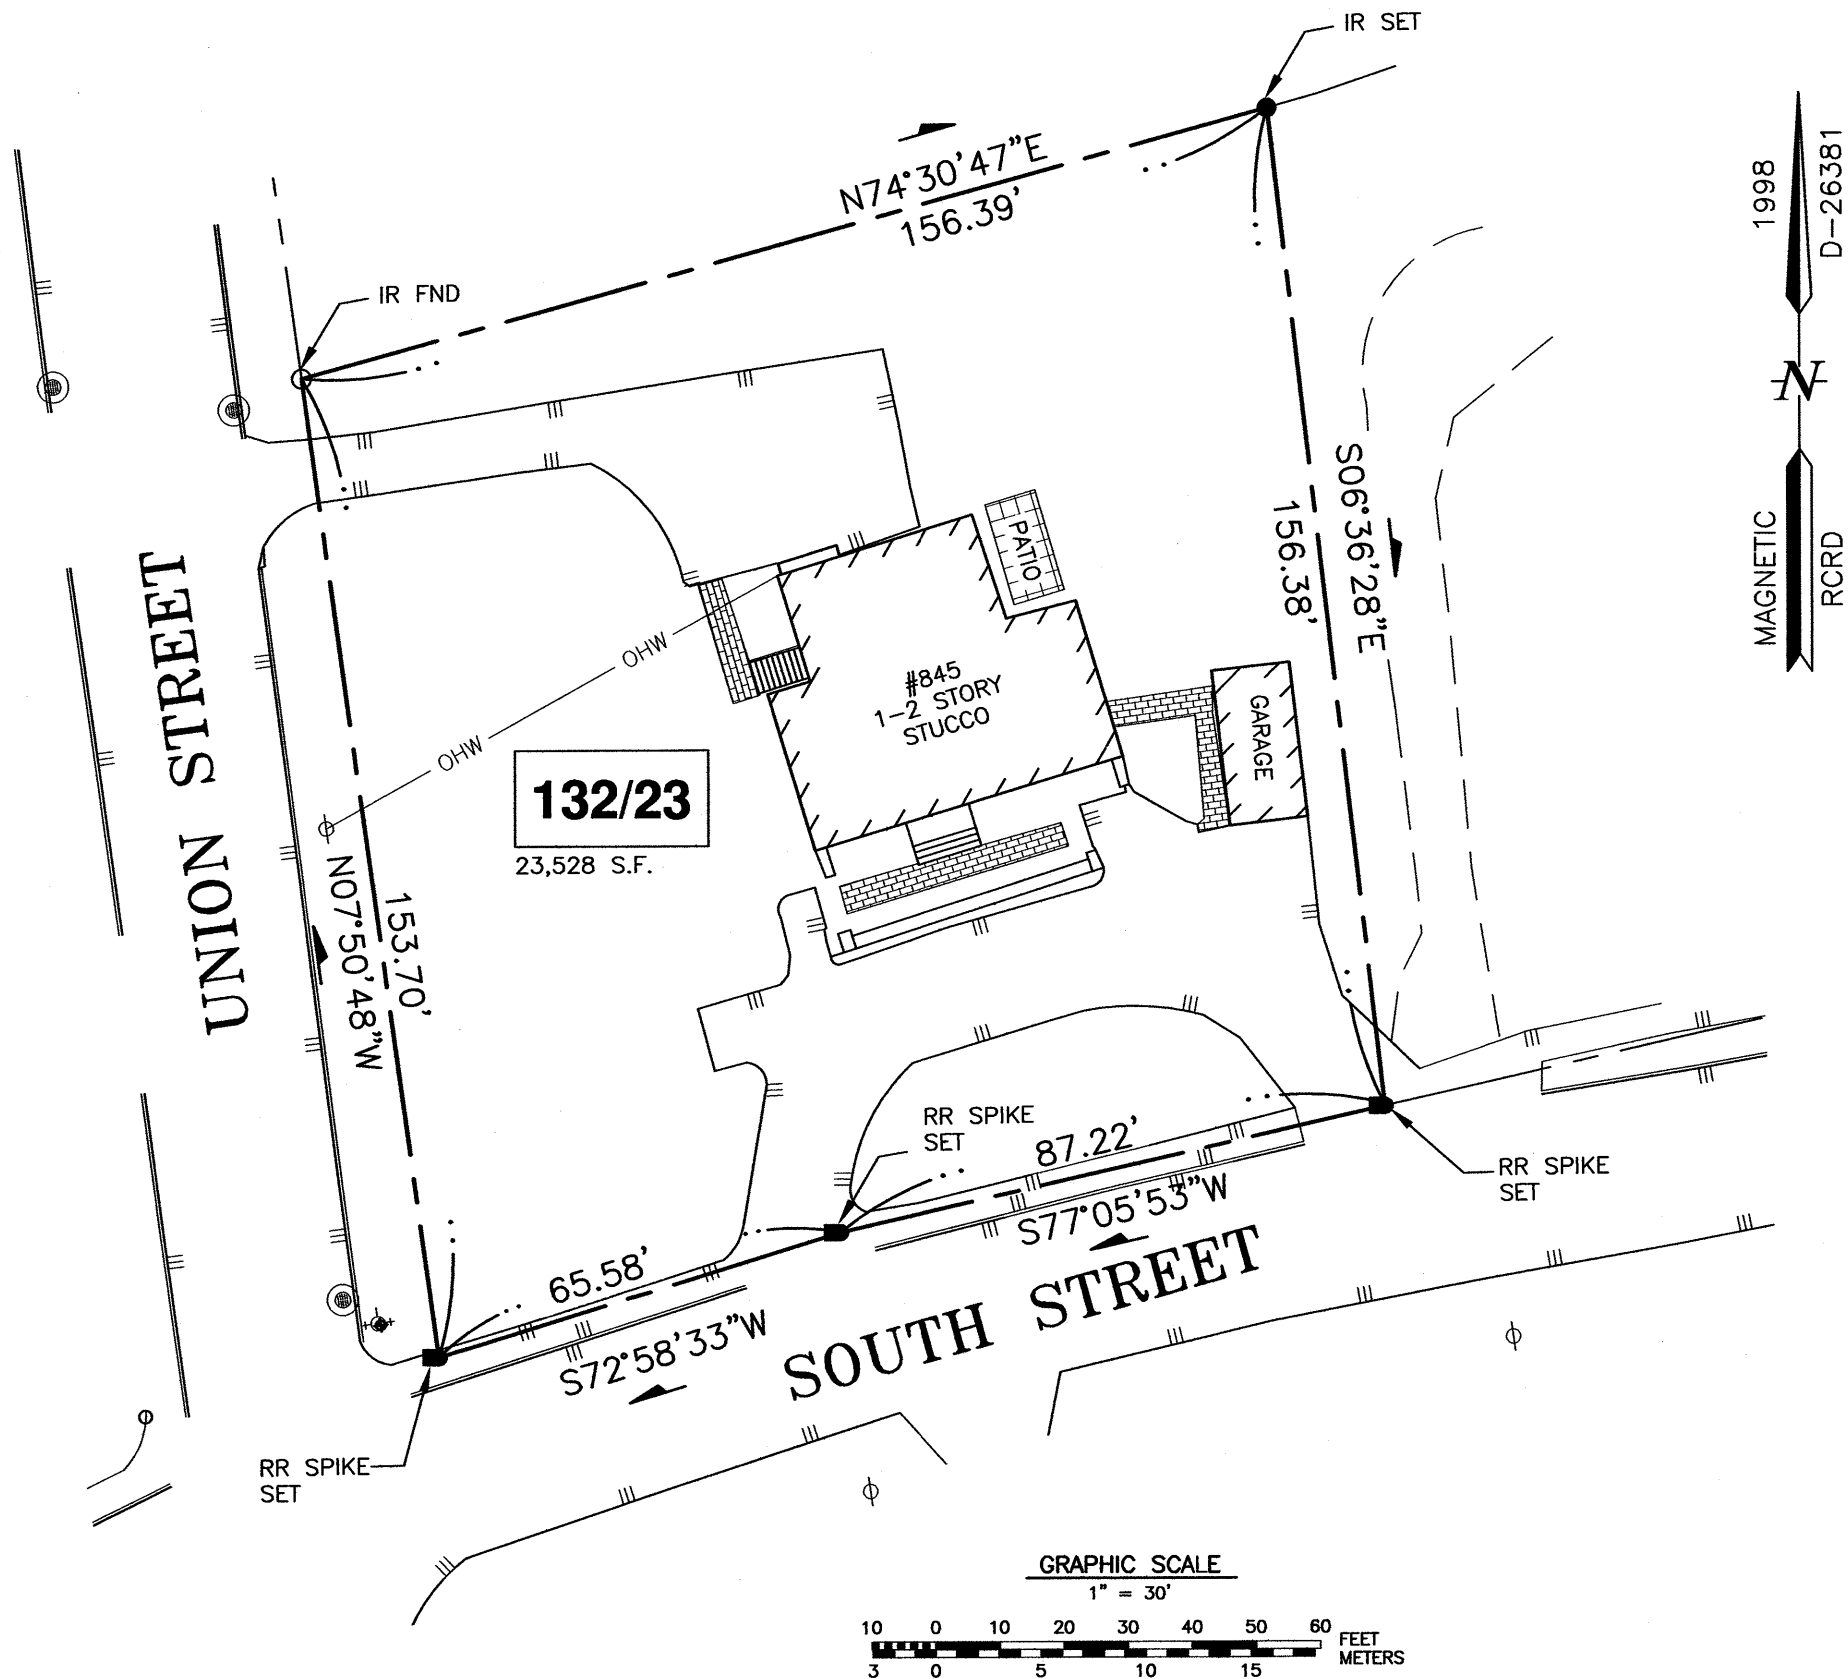 IR SET
N74°30'47"E
156.39'
1998
D-26381
IR FND
N
MAGNETIC
RCRD
S06°36'28"E
156.38'
PATIO
OHW
#845
1-2 STORY
STUCCO
GARAGE
OHW
132/23
23,528 S.F.
UNION STREET
153.70'
N07°50'48"W
RR SPIKE
SET
87.22'
S77°05'53"W
RR SPIKE
SET
65.58'
S72°58'33"W
SOUTH STREET
RR SPIKE
SET
GRAPHIC SCALE
1" = 30'
10 0 10 20 30 40 50 60 FEET
3 0 5 10 15 METERS